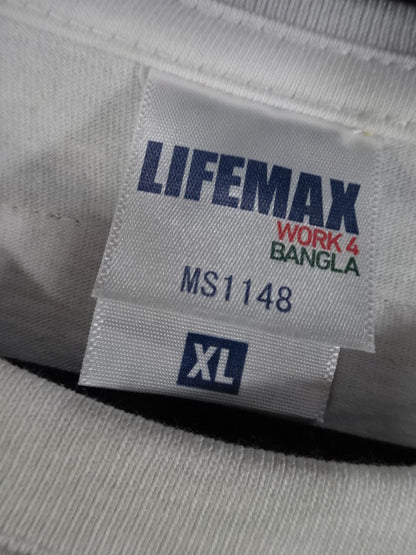 LIFEMAX
WORK 4
BANGLA
MS1148
XL